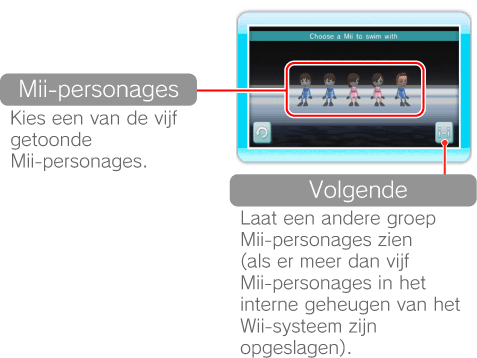 Choose a Mii to swim with
Mii-personages
Kies een van de vijf
getoonde
Mii-personages.
Volgende
Laat een andere groep
Mii-personages zien
(als er meer dan vijf
Mii-personages in het
interne geheugen van het
Wii-systeem zijn
opgeslagen).